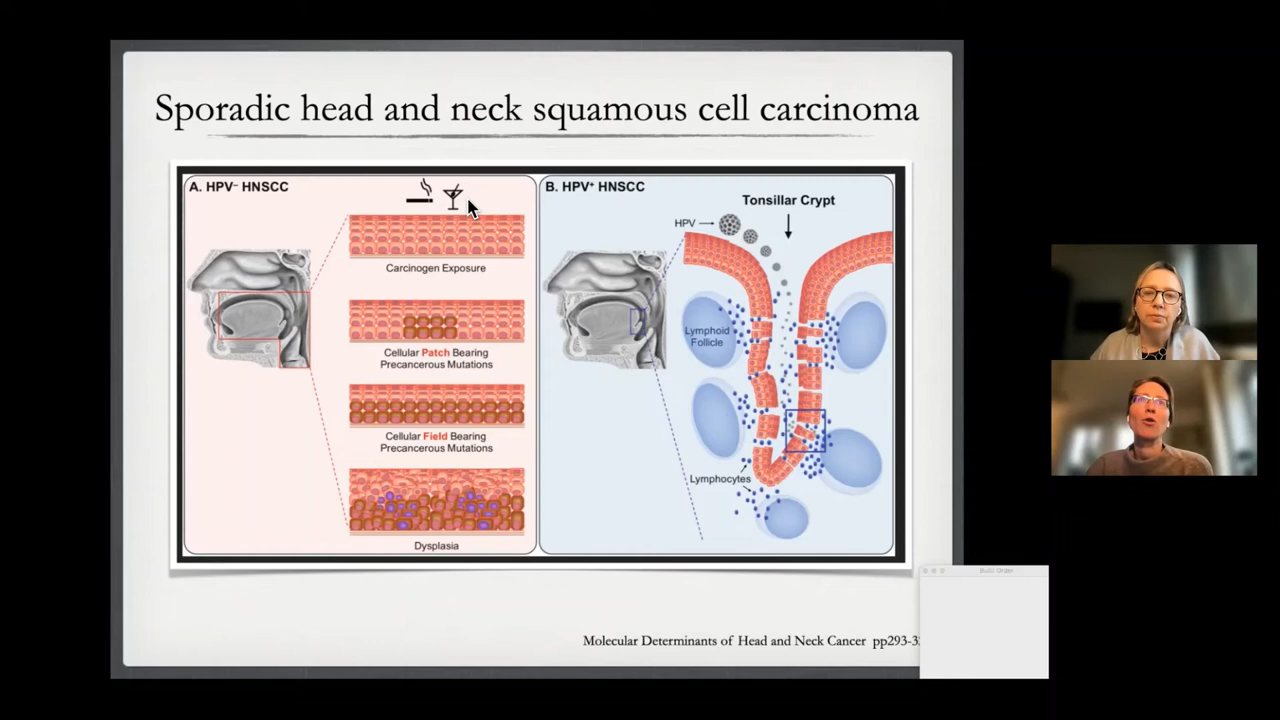 Sporadic head and neck squamous cell carcinoma
A. HPV⁻ HNSCC
Carcinogen Exposure
Cellular Patch Bearing
Precancerous Mutations
Cellular Field Bearing
Precancerous Mutations
Dysplasia
B. HPV⁺ HNSCC
Tonsillar Crypt
HPV
Lymphoid
Follicle
Lymphocytes
Molecular Determinants of Head and Neck Cancer pp293-3
Build Order